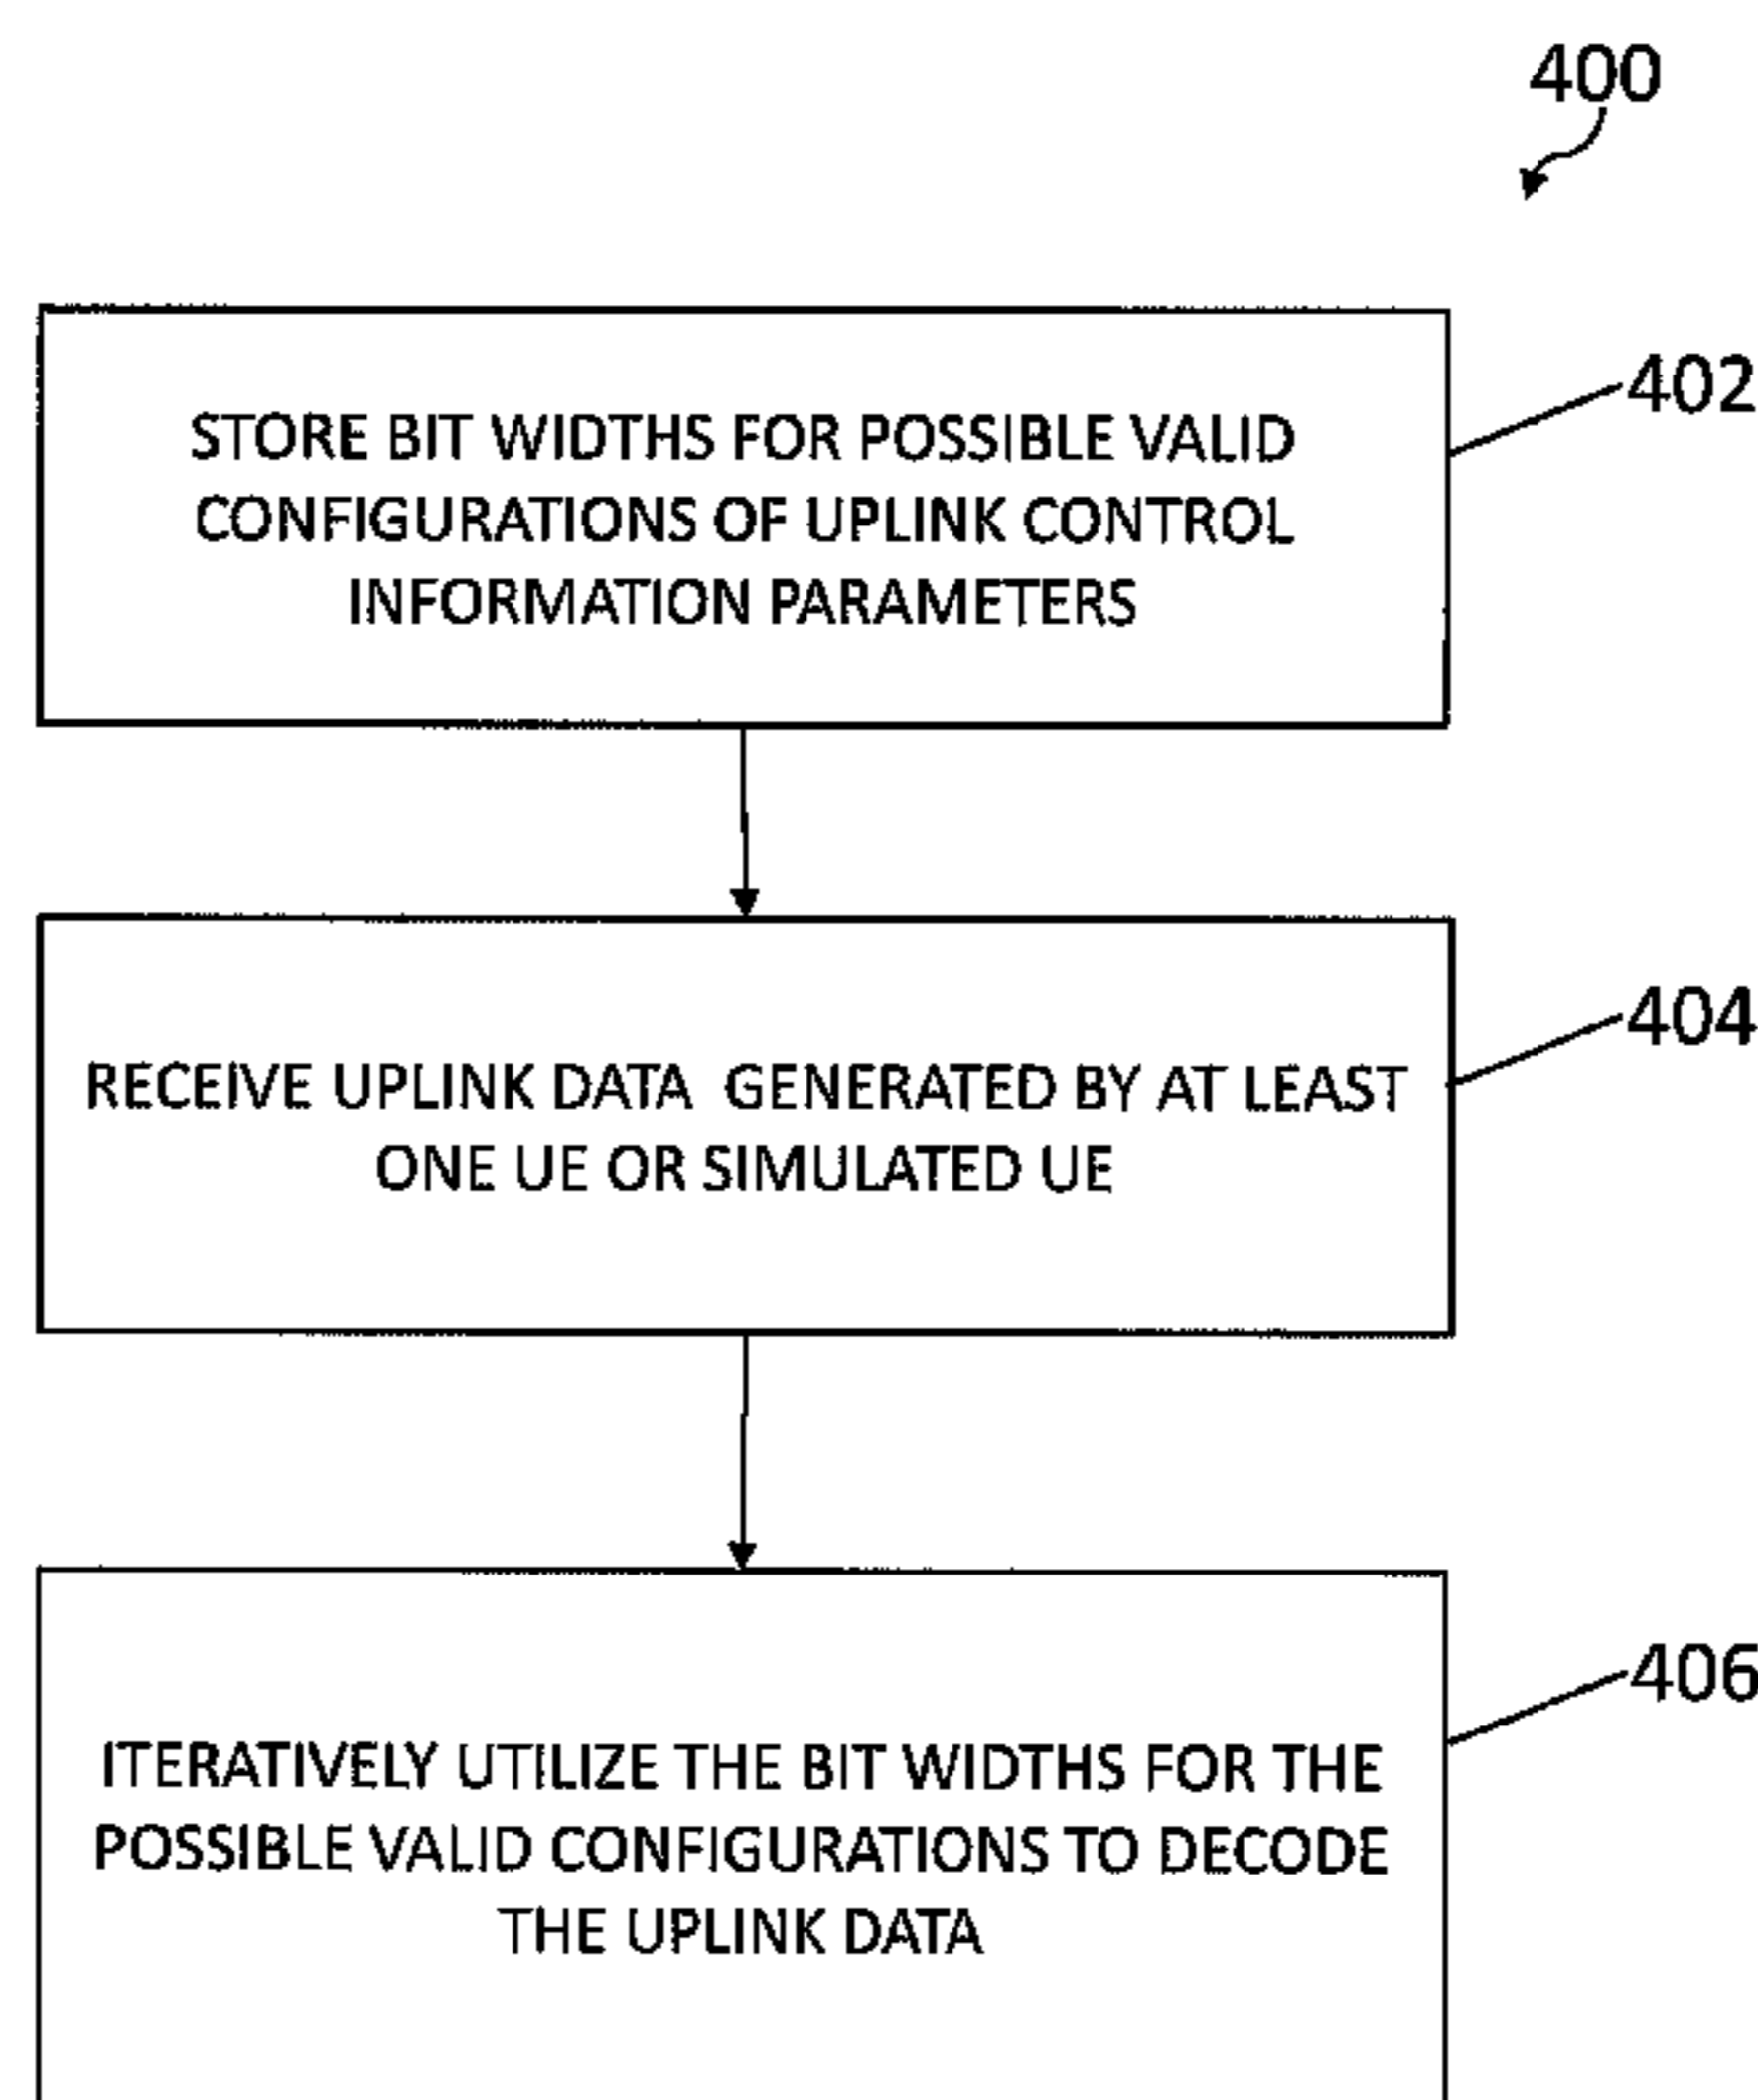 400
STORE BIT WIDTHS FOR POSSIBLE VALID
CONFIGURATIONS OF UPLINK CONTROL
INFORMATION PARAMETERS
402
RECEIVE UPLINK DATA GENERATED BY AT LEAST
ONE UE OR SIMULATED UE
404
ITERATIVELY UTILIZE THE BIT WIDTHS FOR THE
POSSIBLE VALID CONFIGURATIONS TO DECODE
THE UPLINK DATA
406